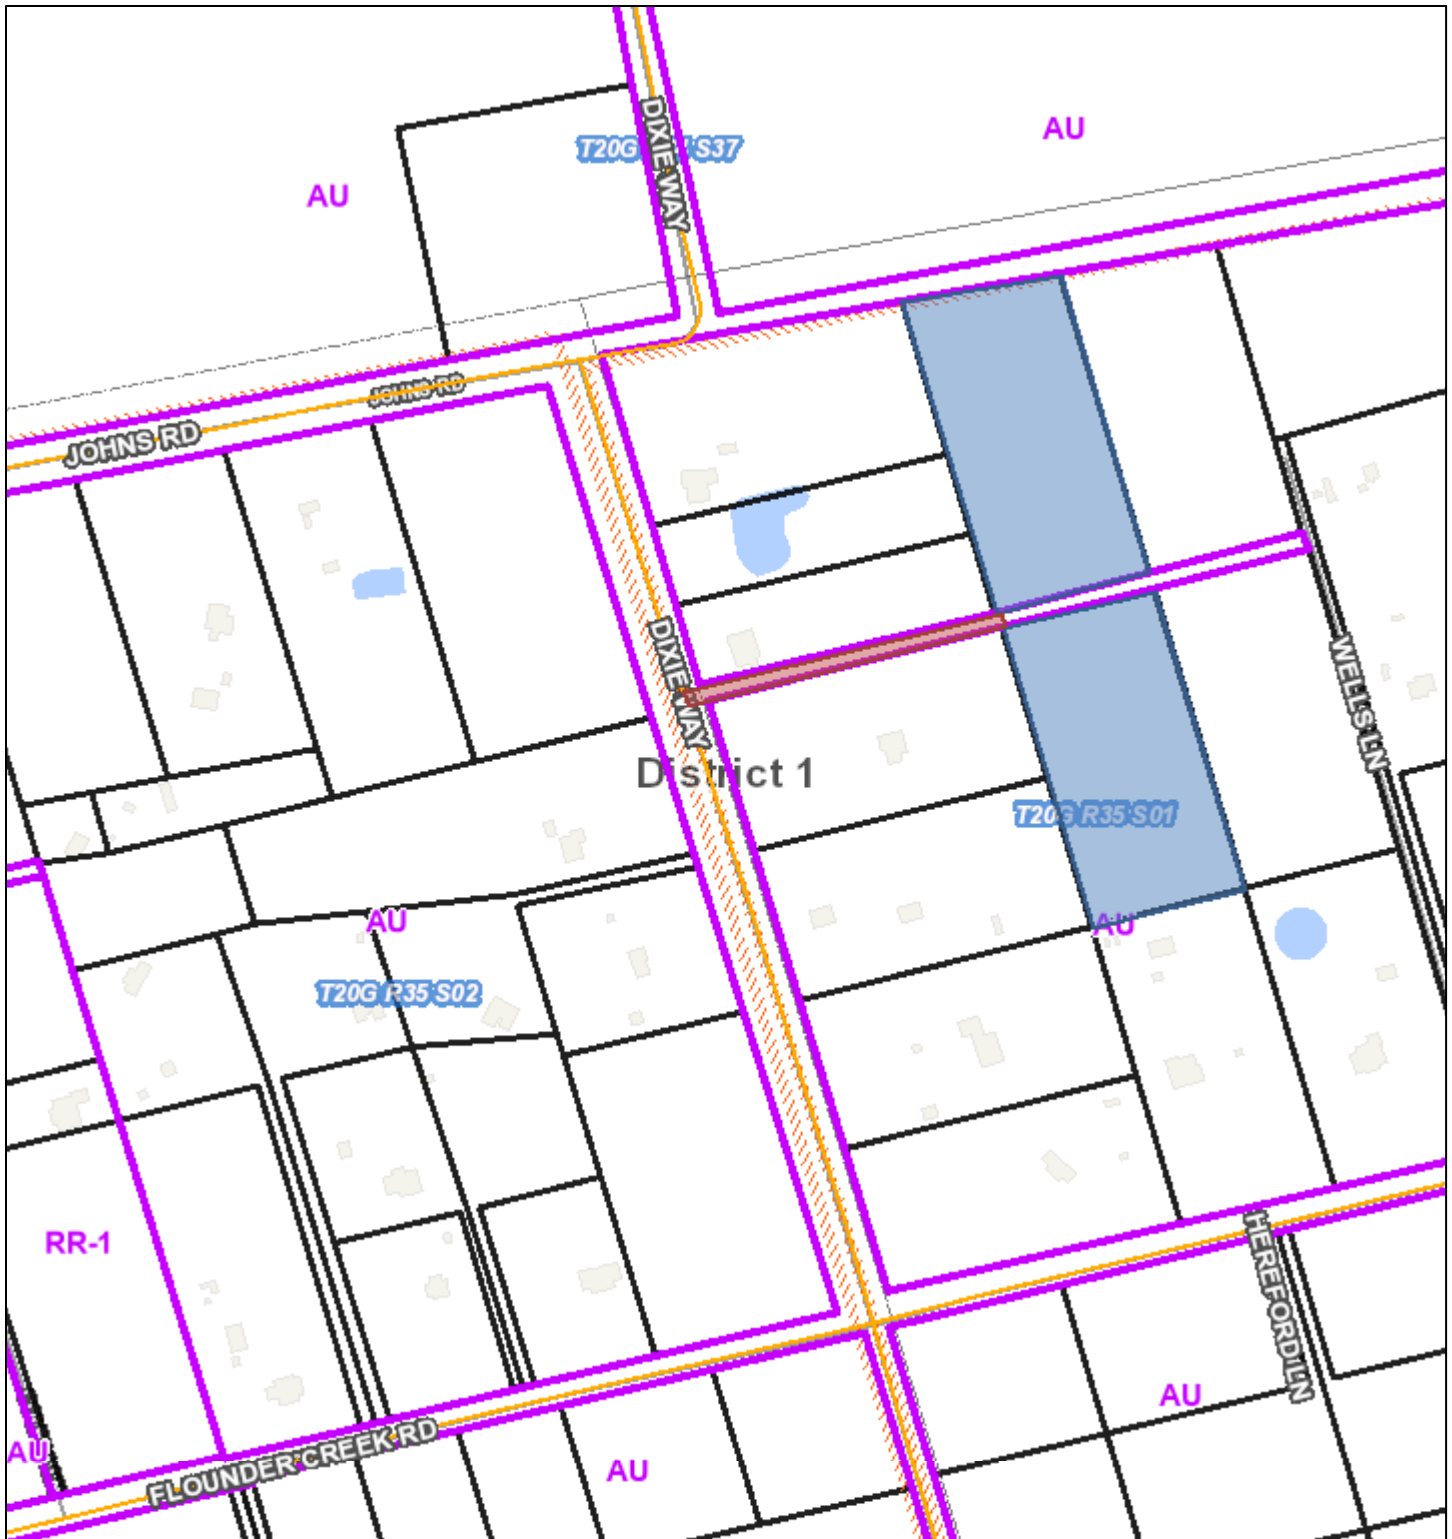 DIXIE WAY
AU
T20G S37
AU
JOHNS RD
JOHNS RD
DIXIE WAY
WELLS LN
District 1
T20G R35 S01
AU
AU
T20G R35 S02
RR-1
HEREFORD LN
AU
AU
FLOUNDER CREEK RD
AU